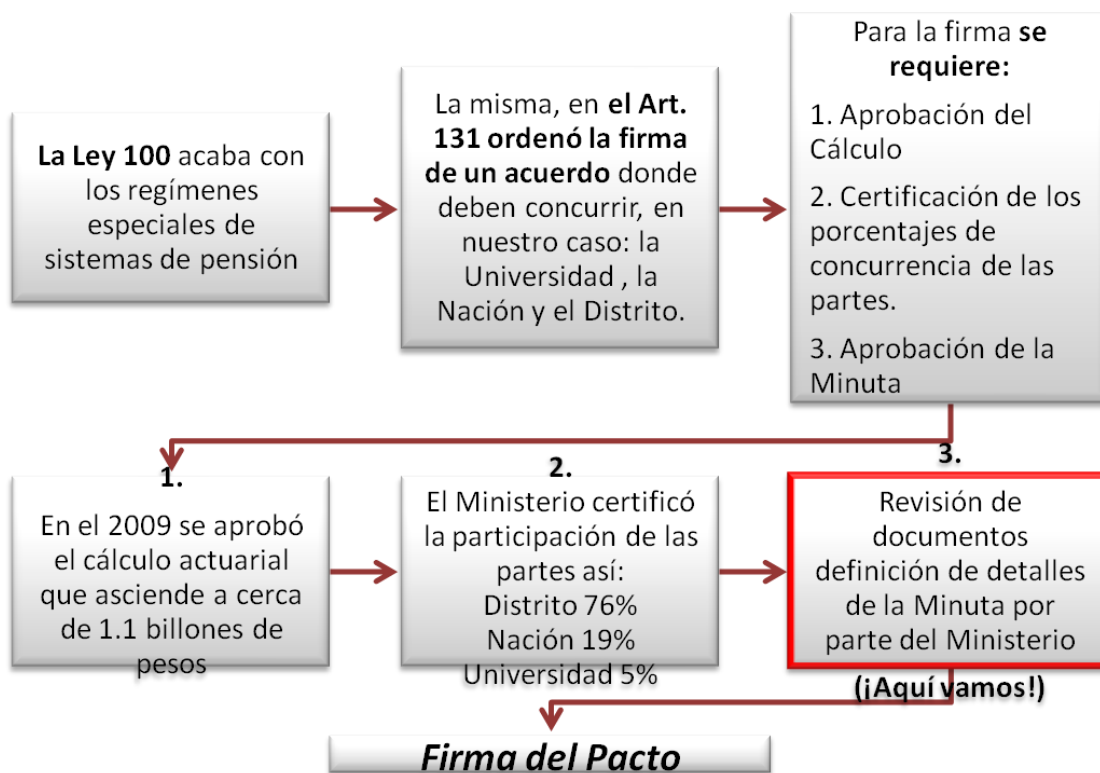 La Ley 100 acaba con
los regímenes
especiales de
sistemas de pensión
La misma, en el Art.
131 ordenó la firma
de un acuerdo donde
deben concurrir, en
nuestro caso: la
Universidad , la
Nación y el Distrito.
Para la firma se
requiere:
1. Aprobación del
Cálculo
2. Certificación de los
porcentajes de
concurrencia de las
partes.
3. Aprobación de la
Minuta
1.
En el 2009 se aprobó
el cálculo actuarial
que asciende a cerca
de 1.1 billones de
pesos
2.
El Ministerio certificó
la participación de las
partes así:
Distrito 76%
Nación 19%
Universidad 5%
3.
Revisión de
documentos
definición de detalles
de la Minuta por
parte del Ministerio
(¡Aquí vamos!)
Firma del Pacto